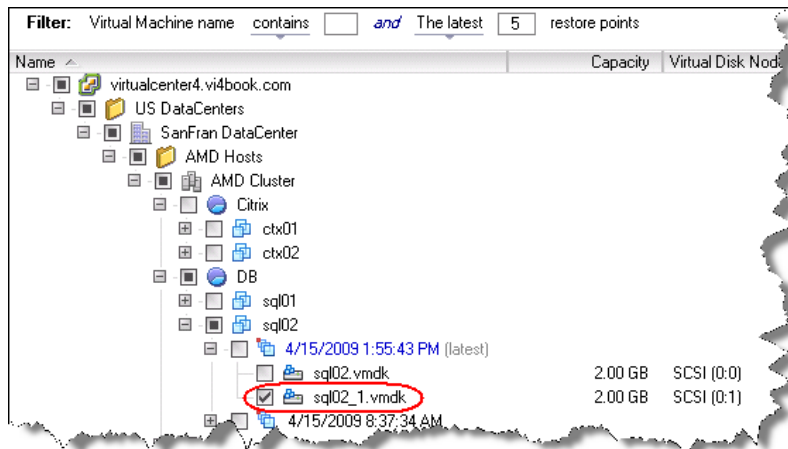 Filter: Virtual Machine name contains and The latest 5 restore points
Name Capacity Virtual Disk Nod
virtualcenter4.vi4book.com
US DataCenters
SanFran DataCenter
AMD Hosts
AMD Cluster
Citrix
ctx01
ctx02
DB
sql01
sql02
4/15/2009 1:55:43 PM (latest)
sql02.vmdk 2.00 GB SCSI (0:0)
sql02_1.vmdk 2.00 GB SCSI (0:1)
4/15/2009 8:37:34 AM